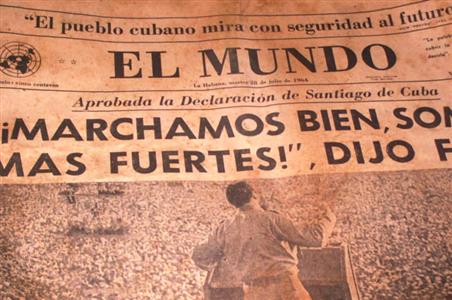 "El pueblo cubano mira con seguridad al futuro
EL MUNDO
La Habana, martes 28 de julio de 1964
Aprobada la Declaración de Santiago de Cuba
¡MARCHAMOS BIEN, SON
MAS FUERTES!", DIJO F